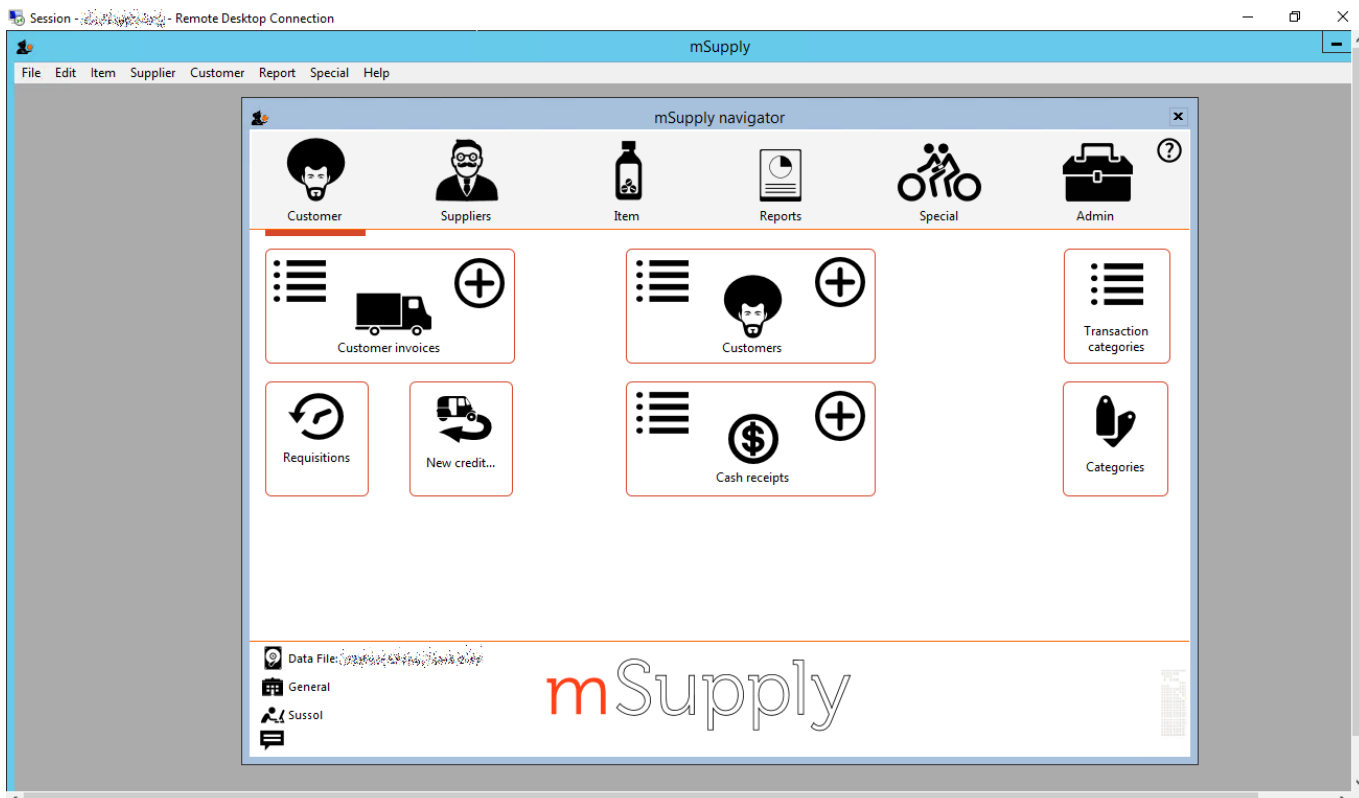 Session - - Remote Desktop Connection
mSupply
File Edit Item Supplier Customer Report Special Help
mSupply navigator
Customer Suppliers Item Reports Special Admin
?
Customer invoices
Customers
Transaction
categories
Requisitions
New credit...
$
Cash receipts
Categories
Data File:
General
Sussol
mSupply